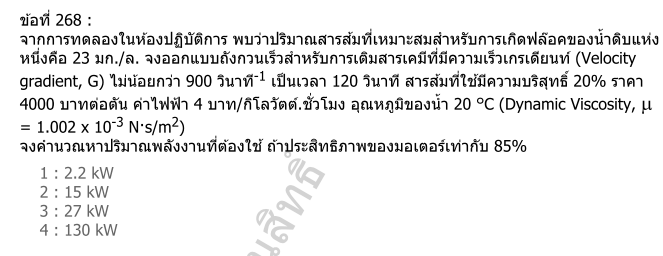 ข้อที่ 268 :
จากการทดลองในห้องปฏิบัติการ พบว่าปริมาณสารส้มที่เหมาะสมสำหรับการเกิดฟล๊อคของน้ำดิบแห่ง
หนึ่งคือ 23 มก./ล. จงออกแบบถังกวนเร็วสำหรับการเติมสารเคมีที่มีความเร็วเกรเดียนท์ (Velocity
gradient, G) ไม่น้อยกว่า 900 วินาที⁻¹ เป็นเวลา 120 วินาที สารส้มที่ใช้มีความบริสุทธิ์ 20% ราคา
4000 บาทต่อตัน ค่าไฟฟ้า 4 บาท/กิโลวัตต์.ชั่วโมง อุณหภูมิของน้ำ 20 °C (Dynamic Viscosity, μ
= 1.002 x 10⁻³ N·s/m²)
จงคำนวณหาปริมาณพลังงานที่ต้องใช้ ถ้าประสิทธิภาพของมอเตอร์เท่ากับ 85%
1 : 2.2 kW
2 : 15 kW
3 : 27 kW
4 : 130 kW